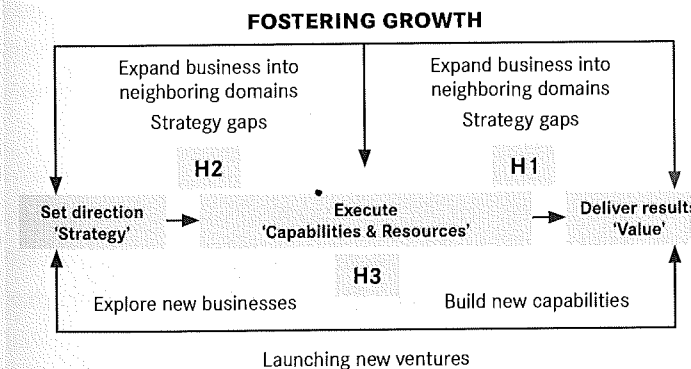 FOSTERING GROWTH
Expand business into
neighboring domains
Strategy gaps
Expand business into
neighboring domains
Strategy gaps
H2
H1
Set direction
'Strategy'
Execute
'Capabilities & Resources'
Deliver results
'Value'
H3
Explore new businesses
Build new capabilities
Launching new ventures